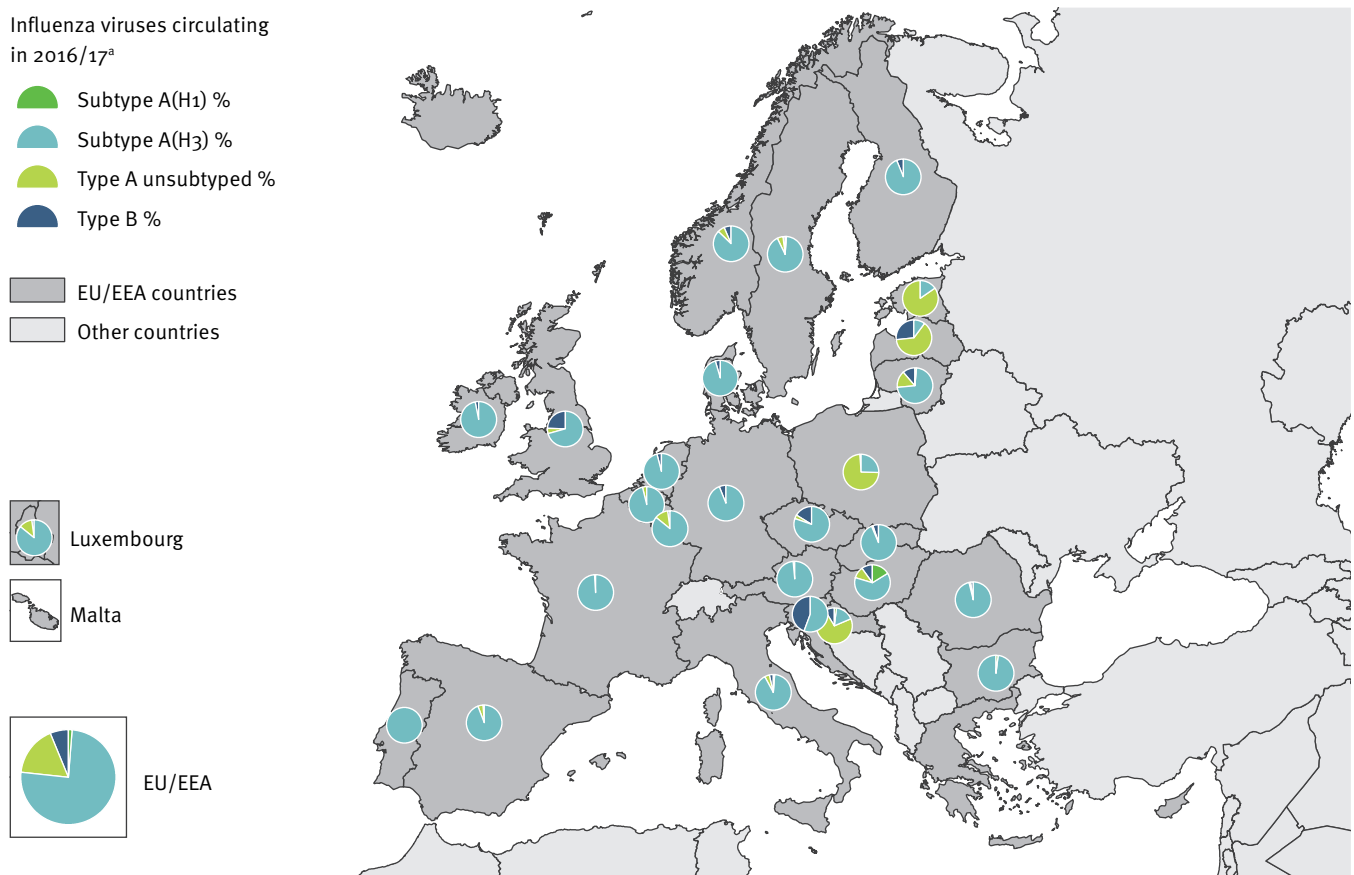 Influenza viruses circulating
in 2016/17ª
Subtype A(H1) %
Subtype A(H3) %
Type A unsubtyped %
Type B %
EU/EEA countries
Other countries
Luxembourg
Malta
EU/EEA